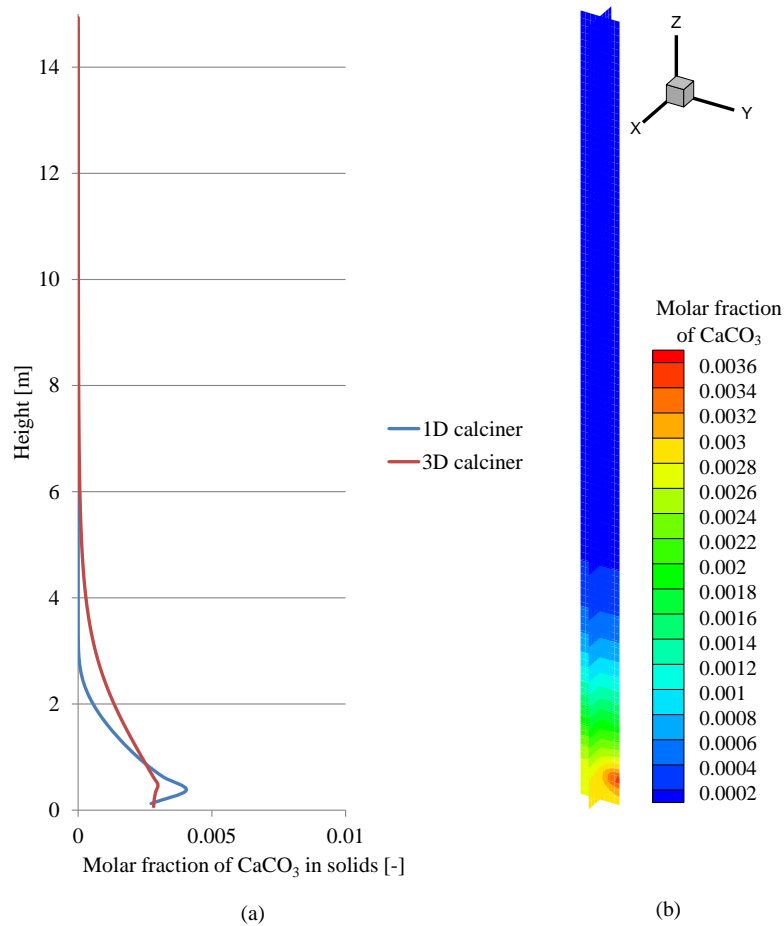 14
12
10
8
6
4
2
0
Height [m]
0
0.005
0.01
Molar fraction of CaCO₃ in solids [-]
1D calciner
3D calciner
(a)
Z
X
Y
Molar fraction
of CaCO₃
0.0036
0.0034
0.0032
0.003
0.0028
0.0026
0.0024
0.0022
0.002
0.0018
0.0016
0.0014
0.0012
0.001
0.0008
0.0006
0.0004
0.0002
(b)